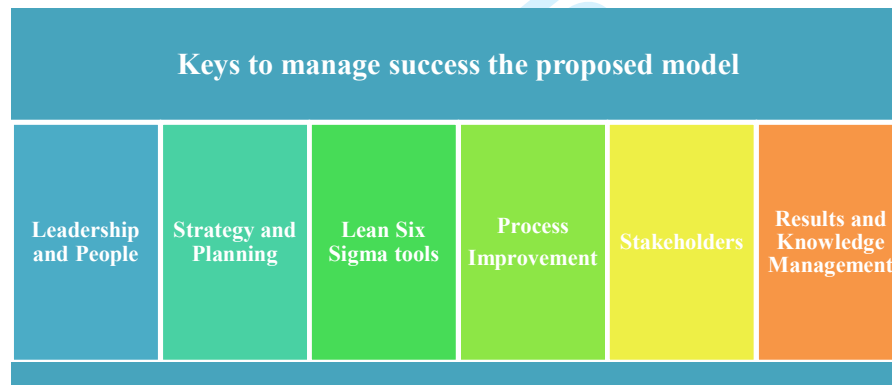 Keys to manage success the proposed model
Leadership
and People
Strategy and
Planning
Lean Six
Sigma tools
Process
Improvement
Stakeholders
Results and
Knowledge
Management